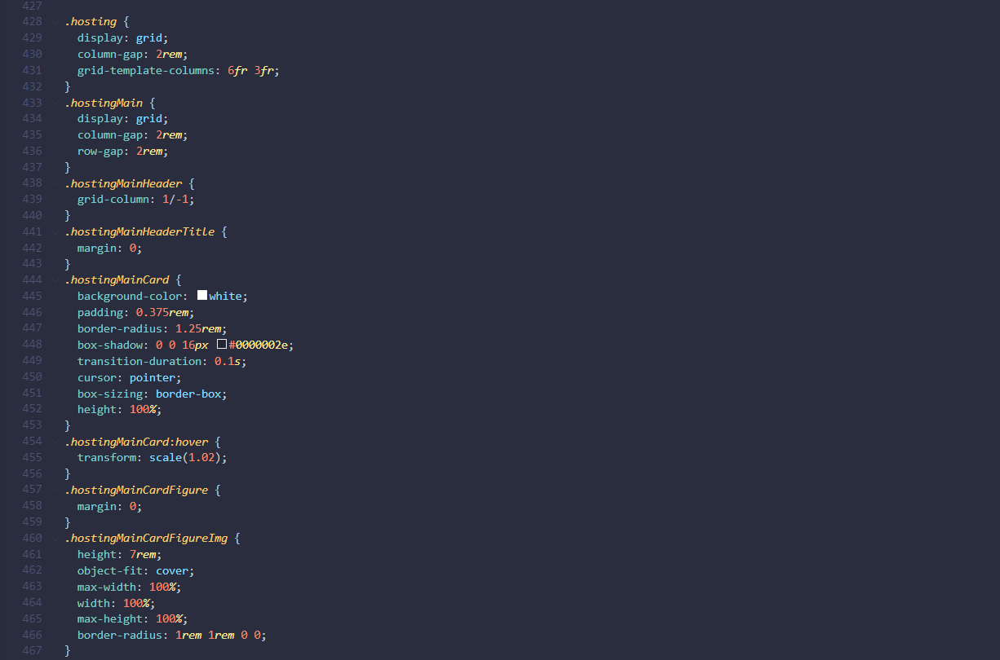 427
428 .hosting {
429 display: grid;
430 column-gap: 2rem;
431 grid-template-columns: 6fr 3fr;
432 }
433 .hostingMain {
434 display: grid;
435 column-gap: 2rem;
436 row-gap: 2rem;
437 }
438 .hostingMainHeader {
439 grid-column: 1/-1;
440 }
441 .hostingMainHeaderTitle {
442 margin: 0;
443 }
444 .hostingMainCard {
445 background-color: white;
446 padding: 0.375rem;
447 border-radius: 1.25rem;
448 box-shadow: 0 0 16px #0000002e;
449 transition-duration: 0.1s;
450 cursor: pointer;
451 box-sizing: border-box;
452 height: 100%;
453 }
454 .hostingMainCard:hover {
455 transform: scale(1.02);
456 }
457 .hostingMainCardFigure {
458 margin: 0;
459 }
460 .hostingMainCardFigureImg {
461 height: 7rem;
462 object-fit: cover;
463 max-width: 100%;
464 width: 100%;
465 max-height: 100%;
466 border-radius: 1rem 1rem 0 0;
467 }